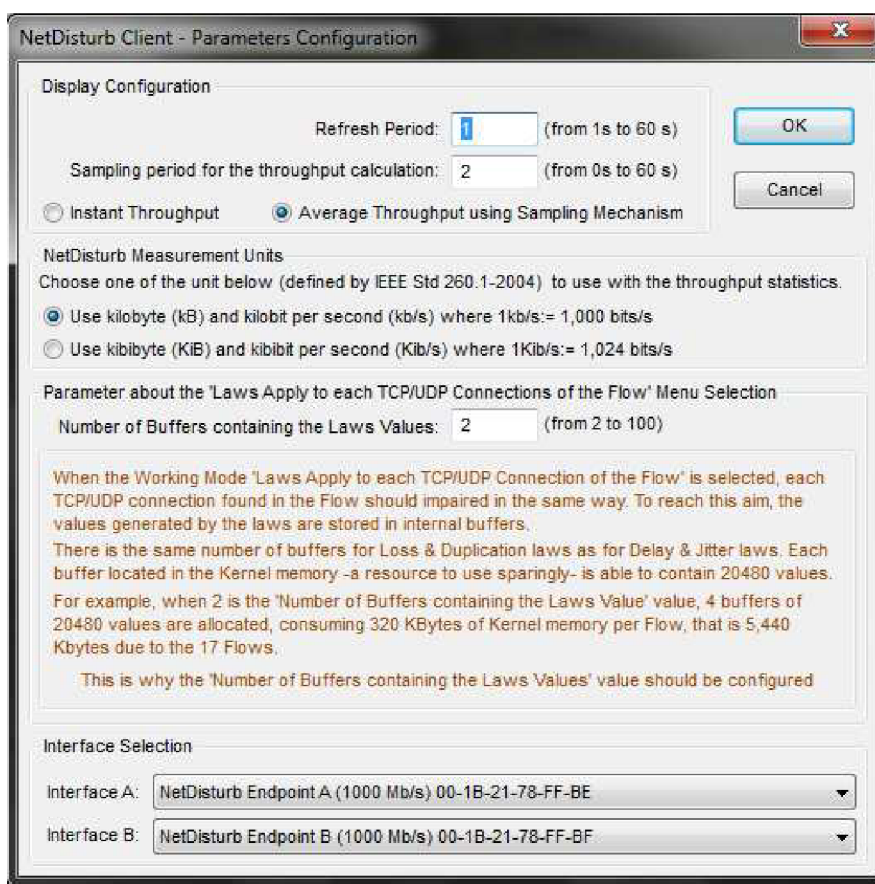 NetDisturb Client - Parameters Configuration
Display Configuration
Refresh Period: 1 (from 1s to 60 s)
OK
Sampling period for the throughput calculation: 2 (from 0s to 60 s)
Cancel
Instant Throughput Average Throughput using Sampling Mechanism
NetDisturb Measurement Units
Choose one of the unit below (defined by IEEE Std 260.1-2004) to use with the throughput statistics.
Use kilobyte (kB) and kilobit per second (kb/s) where 1kb/s:= 1,000 bits/s
Use kibibyte (KiB) and kibibit per second (Kib/s) where 1Kib/s:= 1,024 bits/s
Parameter about the 'Laws Apply to each TCP/UDP Connections of the Flow' Menu Selection
Number of Buffers containing the Laws Values: 2 (from 2 to 100)
When the Working Mode 'Laws Apply to each TCP/UDP Connection of the Flow' is selected, each
TCP/UDP connection found in the Flow should impaired in the same way. To reach this aim, the
values generated by the laws are stored in internal buffers.
There is the same number of buffers for Loss & Duplication laws as for Delay & Jitter laws. Each
buffer located in the Kernel memory -a resource to use sparingly- is able to contain 20480 values.
For example, when 2 is the 'Number of Buffers containing the Laws Value' value, 4 buffers of
20480 values are allocated, consuming 320 KBytes of Kernel memory per Flow, that is 5,440
Kbytes due to the 17 Flows.
This is why the 'Number of Buffers containing the Laws Values' value should be configured
Interface Selection
Interface A: NetDisturb Endpoint A (1000 Mb/s) 00-1B-21-78-FF-BE
Interface B: NetDisturb Endpoint B (1000 Mb/s) 00-1B-21-78-FF-BF